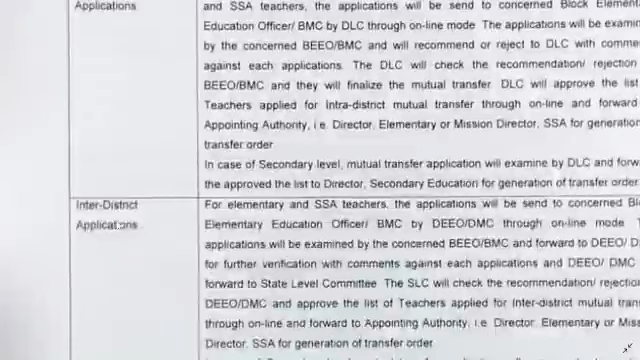 Applications
and SSA teachers, the applications will be send to concerned Block
Education Officer/ BMC by DLC through on-line mode. The applications will be
by the concerned BEEO/BMC and will recommend or reject to DLC with
against each applications. The DLC will check the recommendation/ rejection
BEEO/BMC and they will finalize the mutual transfer. DLC will approve the list
Teachers applied for Intra-district mutual transfer through on-line and forward
Appointing Authority, i.e. Director, Elementary or Mission Director, SSA for
transfer order
In case of Secondary level, mutual transfer application will examine by DLC and
the approved the list to Director, Secondary Education for generation of transfer order
Inter-District
Applications
For elementary and SSA teachers, the applications will be send to concerned
Elementary Education Officer/ BMC by DEEO/DMC through on-line mode.
applications will be examined by the concerned BEEO/BMC and forward to DEEO/
for further verification with comments against each applications and DEEO/ DMC
forward to State Level Committee. The SLC will check the recommendation/
DEEO/DMC and approve the list of Teachers applied for Inter-district mutual
through on-line and forward to Appointing Authority, i.e. Director, Elementary or
Director, SSA for generation of transfer order